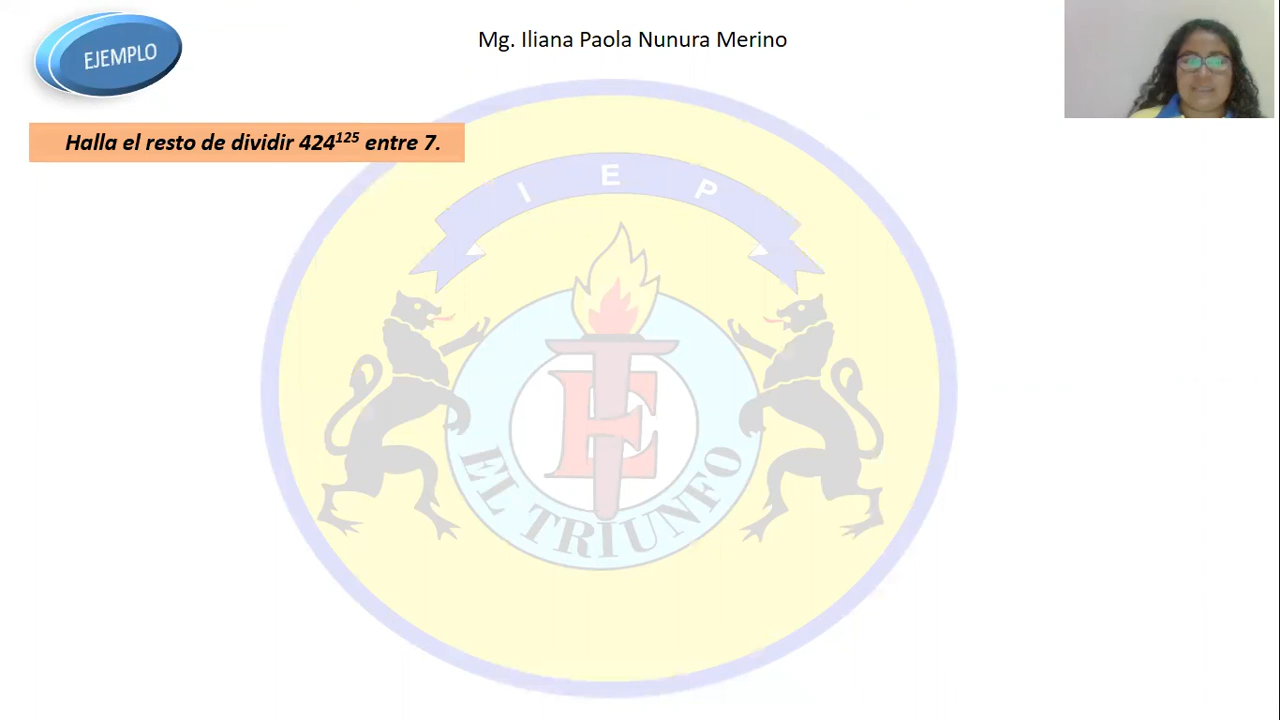 EJEMPLO
Mg. Iliana Paola Nunura Merino
Halla el resto de dividir 424¹²⁵ entre 7.
I E P
E
EL TRIUNFO